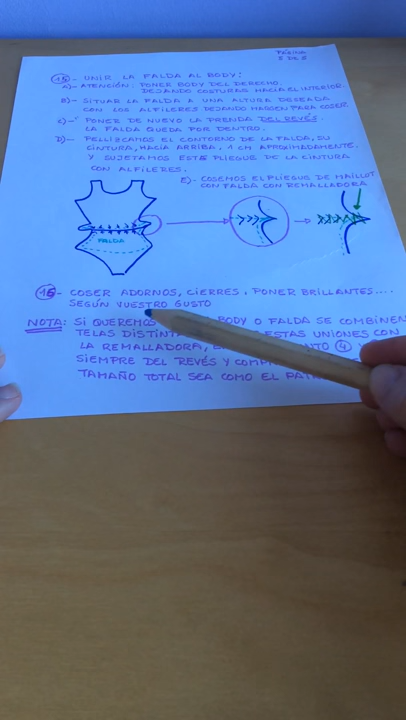 PÁGINA
5 DE 5
15 - UNIR LA FALDA AL BODY:
A)- ATENCIÓN. PONER BODY DEL DERECHO.
DEJANDO COSTURAS HACIA EL INTERIOR.
B)- SITUAR LA FALDA A UNA ALTURA DESEADA
CON LOS ALFILERES DEJANDO MARGEN PARA COSER
C)- PONER DE NUEVO LA PRENDA DEL REVÉS.
LA FALDA QUEDA POR DENTRO.
D)- PELLIZCAMOS EL CONTORNO DE LA FALDA, SU
CINTURA, HACIA ARRIBA, 1 CM APROXIMADAMENTE.
Y SUJETAMOS ESTE PLIEGUE DE LA CINTURA
CON ALFILERES.
E)- COSEMOS EL PLIEGUE DE MAILLOT
CON FALDA CON REMALLADORA
FALDA
16 - COSER ADORNOS, CIERRES. PONER BRILLANTES....
SEGÚN VUESTRO GUSTO
NOTA: SI QUEREMOS BODY O FALDA SE COMBINEN
TELAS ESTAS UNIONES CON
LA REMALLADORA, 4 Y
SIEMPRE DEL REVÉS Y
TAMAÑO TOTAL SEA COMO EL